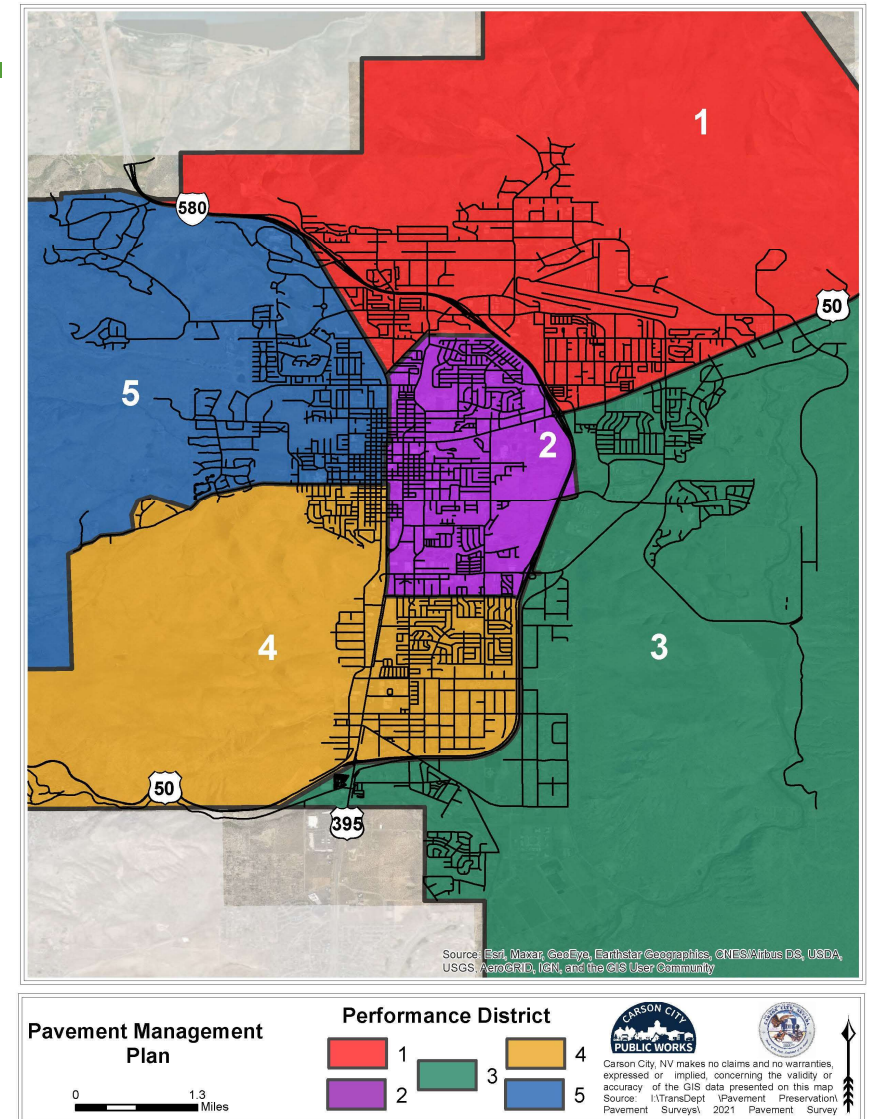 1
580
50
5
2
4
3
50
395
Source: Esri, Maxar, GeoEye, Earthstar Geographics, CNES/Airbus DS, USDA,
USGS, AeroGRID, IGN, and the GIS User Community
Pavement Management
Plan
0 1.3
Miles
Performance District
1
2
3
4
5
CARSON CITY
PUBLIC WORKS
Carson City, NV makes no claims and no warranties,
expressed or implied, concerning the validity or
accuracy of the GIS data presented on this map
Source: I:\TransDept \Pavement Preservation\
Pavement Surveys\ 2021 Pavement Survey